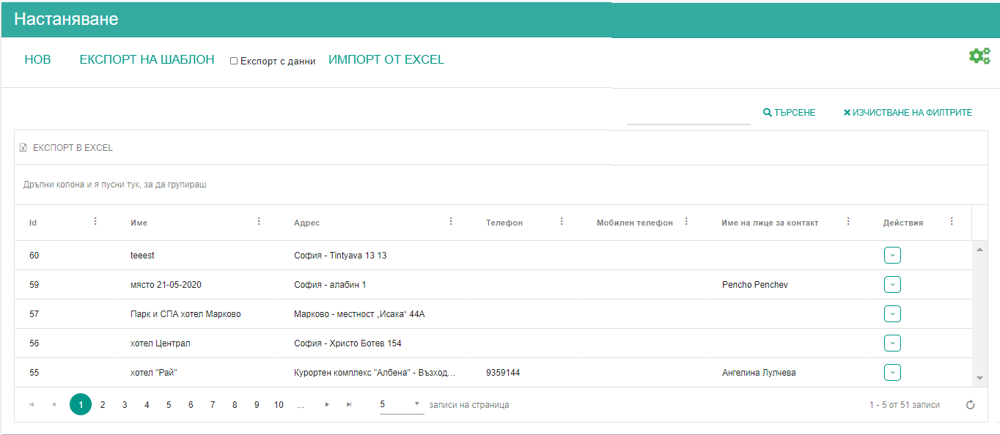 Настаняване
НОВ ЕКСПОРТ НА ШАБЛОН Експорт с данни ИМПОРТ ОТ EXCEL
ТЪРСЕНЕ ИЗЧИСТВАНЕ НА ФИЛТРИТЕ
ЕКСПОРТ В EXCEL
Дръпни колона и я пусни тук, за да групираш
Id Име Адрес Телефон Мобилен телефон Име на лице за контакт Действия
60 teeest София - Tintyava 13 13
59 място 21-05-2020 София - алабин 1 Pencho Penchev
57 Парк и СПА хотел Марково Марково - местност „Исака“ 44А
56 хотел Централ София - Христо Ботев 154
55 хотел "Рай" Курортен комплекс "Албена" - Възход... 9359144 Ангелина Лулчева
1 2 3 4 5 6 7 8 9 10 ... 5 записи на страница 1 - 5 от 51 записи